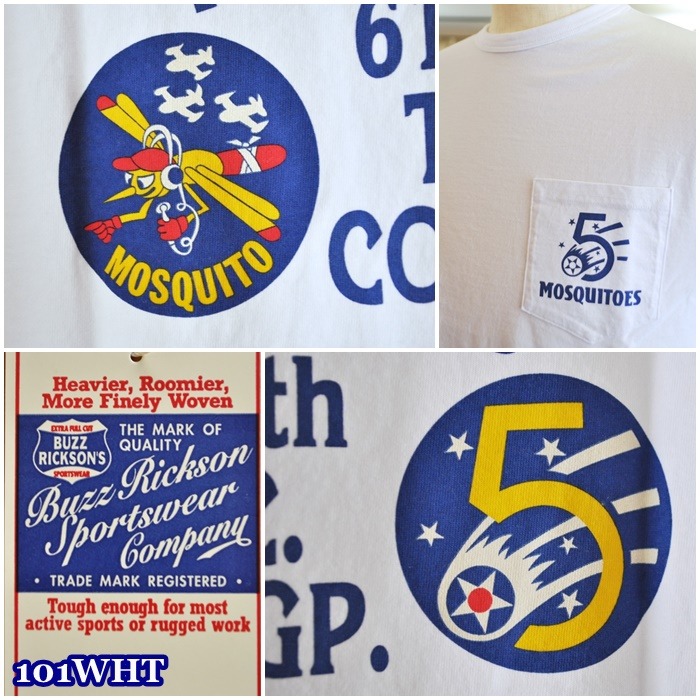 MOSQUITO
CO
5
MOSQUITOES
Heavier, Roomier,
More Finely Woven
EXTRA FULL CUT
BUZZ
RICKSON'S
SPORTSWEAR
THE MARK OF
QUALITY
Buzz Rickson
Sportswear
Company
• TRADE MARK REGISTERED •
Tough enough for most
active sports or rugged work
101WHT
th
GP.
5